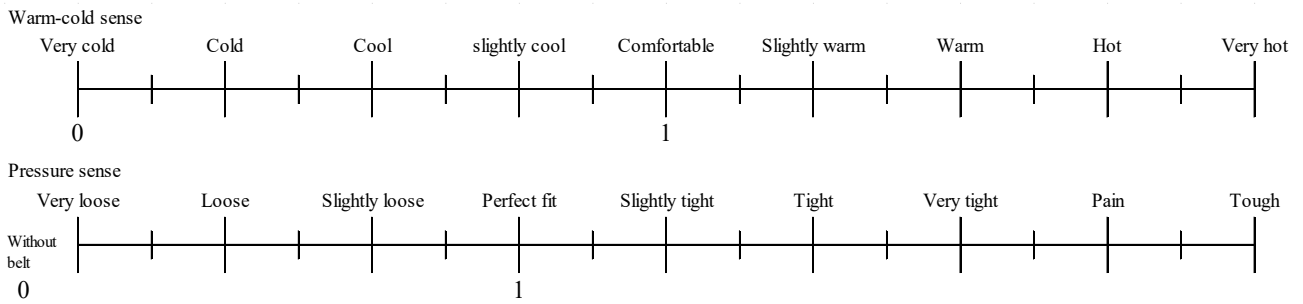 Warm-cold sense
Very cold Cold Cool slightly cool Comfortable Slightly warm Warm Hot Very hot
0 1
Pressure sense
Very loose Loose Slightly loose Perfect fit Slightly tight Tight Very tight Pain Tough
Without
belt
0 1